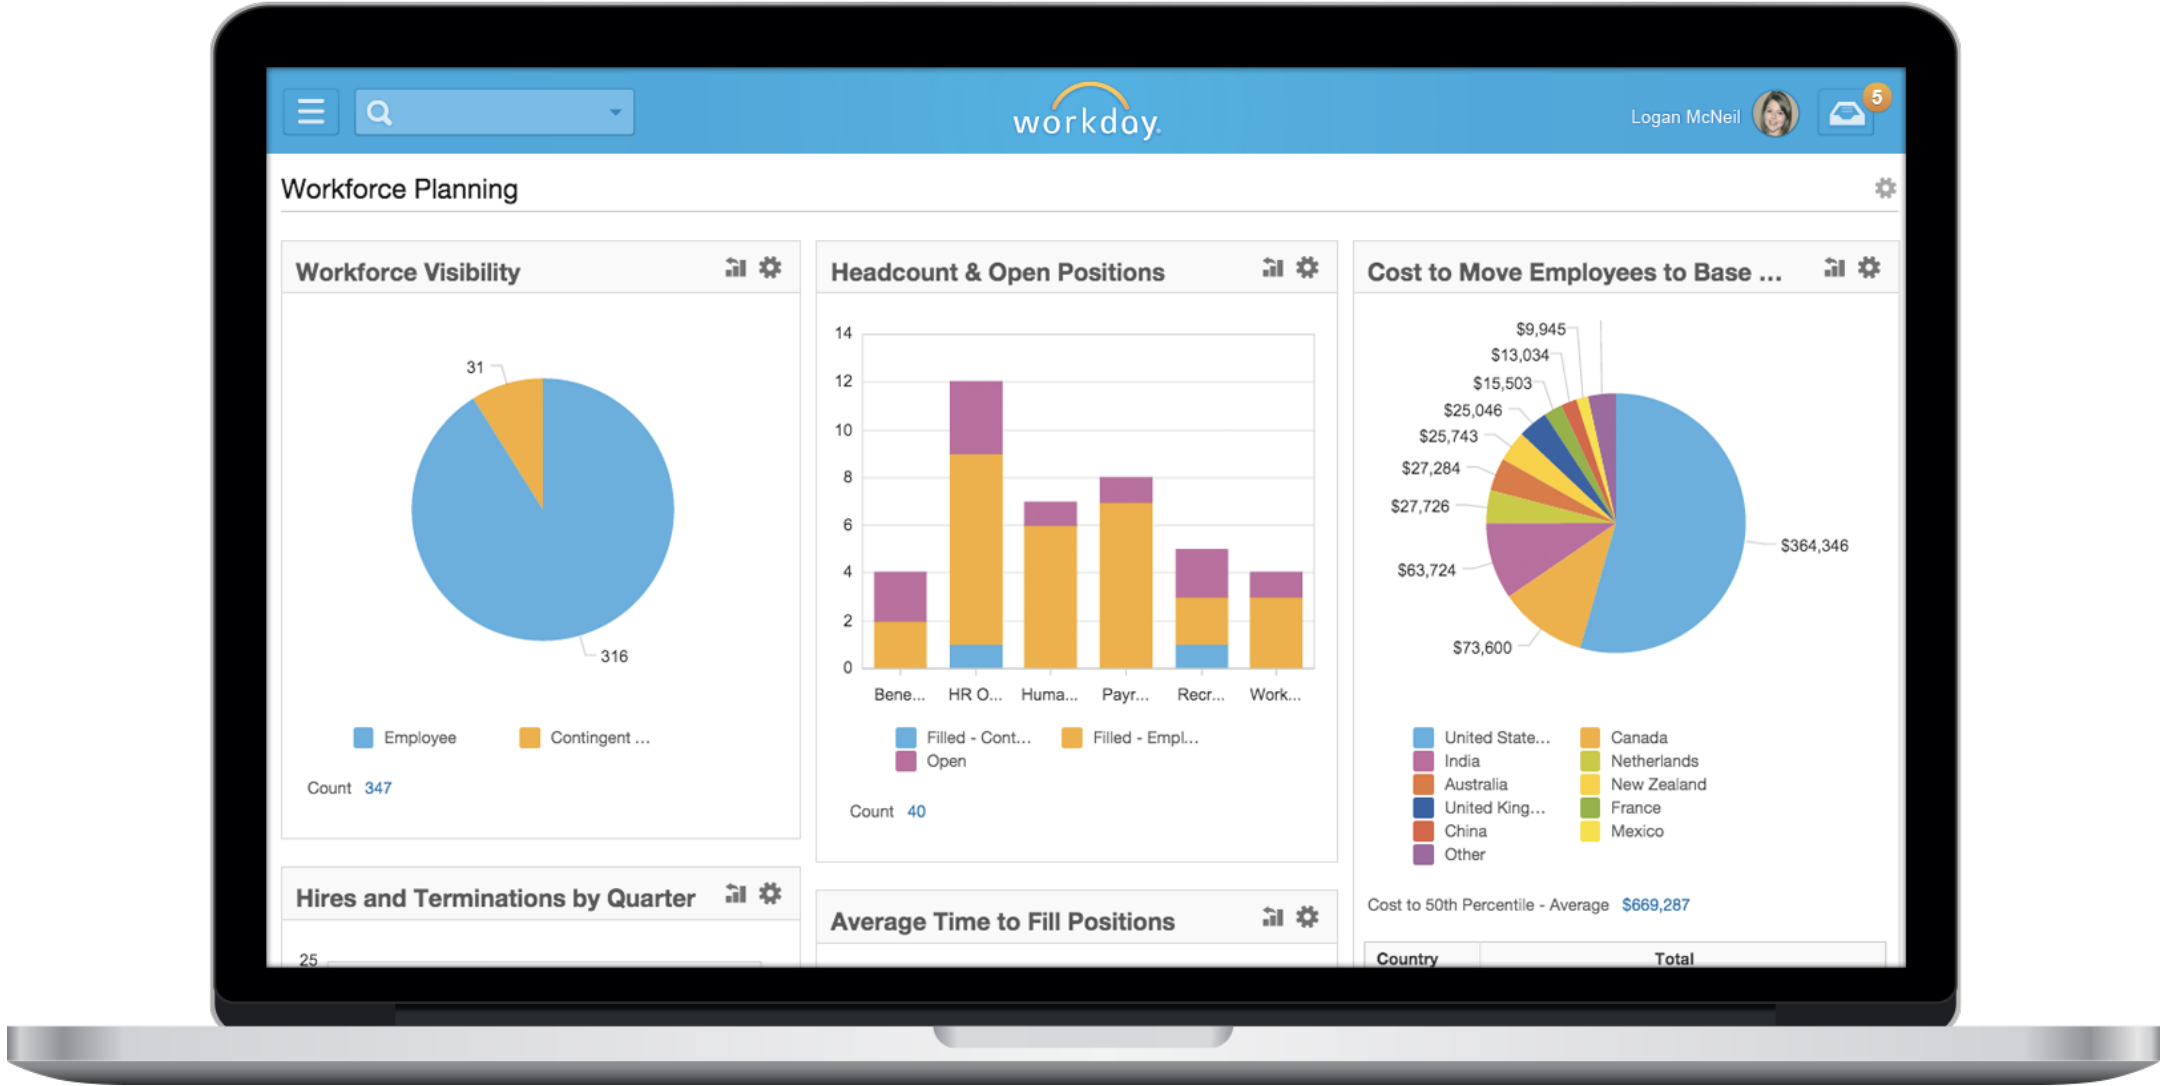 workday.
Logan McNeil
5
Workforce Planning
Workforce Visibility
31
316
Employee
Contingent ...
Count 347
Headcount & Open Positions
14
12
10
8
6
4
2
0
Bene... HR O... Huma... Payr... Recr... Work...
Filled - Cont... Filled - Empl...
Open
Count 40
Cost to Move Employees to Base ...
$9,945
$13,034
$15,503
$25,046
$25,743
$27,284
$27,726
$63,724
$73,600
$364,346
United State... Canada
India Netherlands
Australia New Zealand
United King... France
China Mexico
Other
Cost to 50th Percentile - Average $669,287
Country Total
Hires and Terminations by Quarter
25
Average Time to Fill Positions